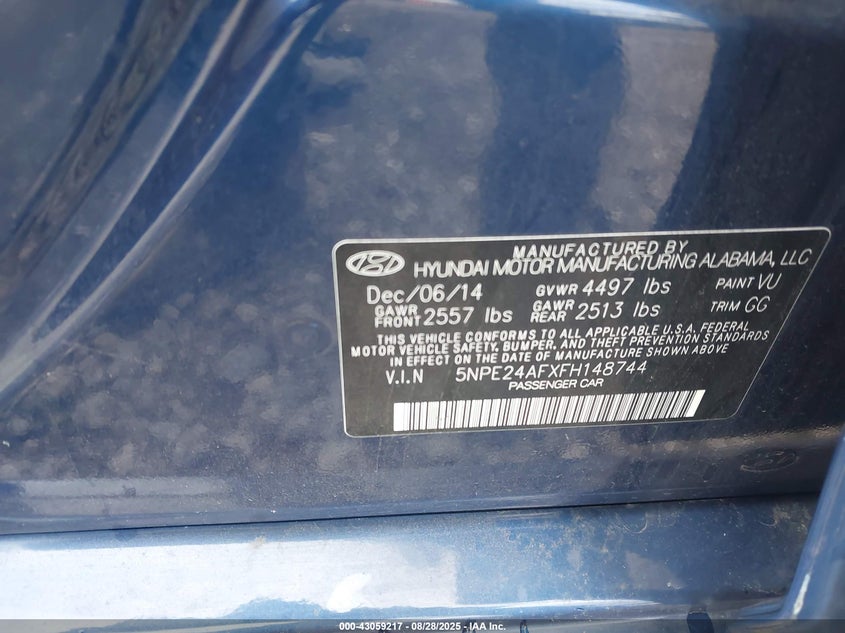 MANUFACTURED BY
HYUNDAI MOTOR MANUFACTURING ALABAMA, LLC
Dec/06/14 GVWR 4497 lbs PAINT VU
GAWR FRONT 2557 lbs GAWR REAR 2513 lbs TRIM GG
THIS VEHICLE CONFORMS TO ALL APPLICABLE U.S.A. FEDERAL
MOTOR VEHICLE SAFETY, BUMPER, AND THEFT PREVENTION
STANDARDS IN EFFECT ON THE DATE OF MANUFACTURE SHOWN ABOVE
V.I.N 5NPE24AFXFH148744
PASSENGER CAR
000-43059217 - 08/28/2025 - IAA Inc.